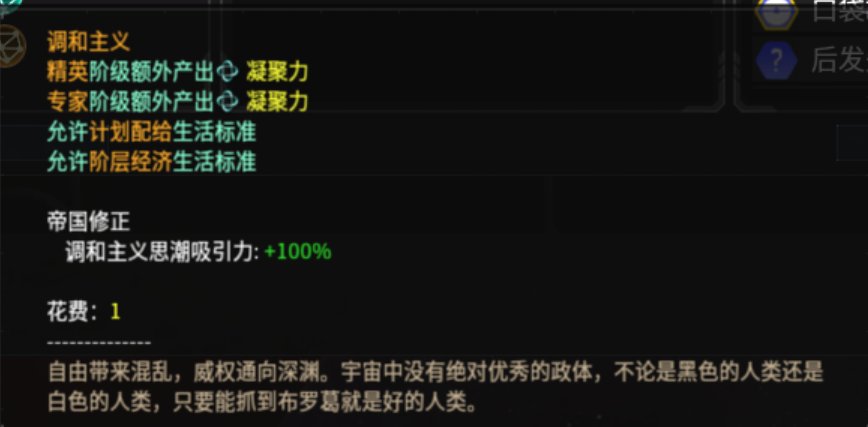 口袋
后发
调和主义
精英阶级额外产出 凝聚力
专家阶级额外产出 凝聚力
允许计划配给生活标准
允许阶层经济生活标准
帝国修正
调和主义思潮吸引力: +100%
花费: 1
--------------
自由带来混乱，威权通向深渊。宇宙中没有绝对优秀的政体，不论是黑色的人类还是
白色的人类，只要能抓到布罗葛就是好的人类。